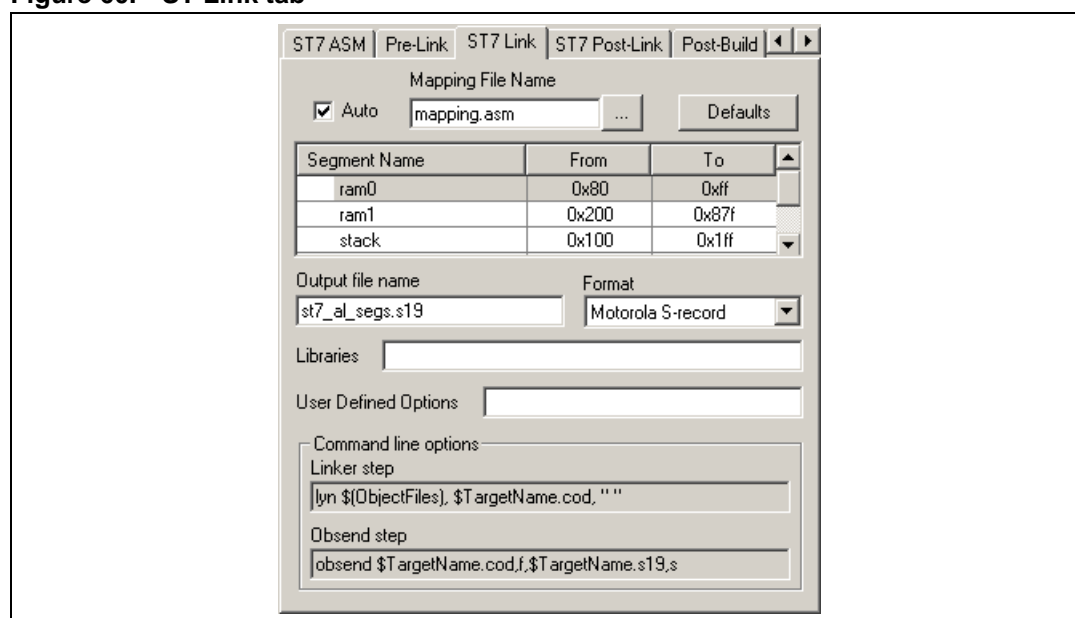 ST7 ASM Pre-Link ST7 Link ST7 Post-Link Post-Build
Mapping File Name
Auto mapping.asm ... Defaults
Segment Name From To
ram0 0x80 0xff
ram1 0x200 0x87f
stack 0x100 0x1ff
Output file name Format
st7_al_segs.s19 Motorola S-record
Libraries
User Defined Options
Command line options
Linker step
lyn $(ObjectFiles), $TargetName.cod, " "
Obsend step
obsend $TargetName.cod,f,$TargetName.s19,s